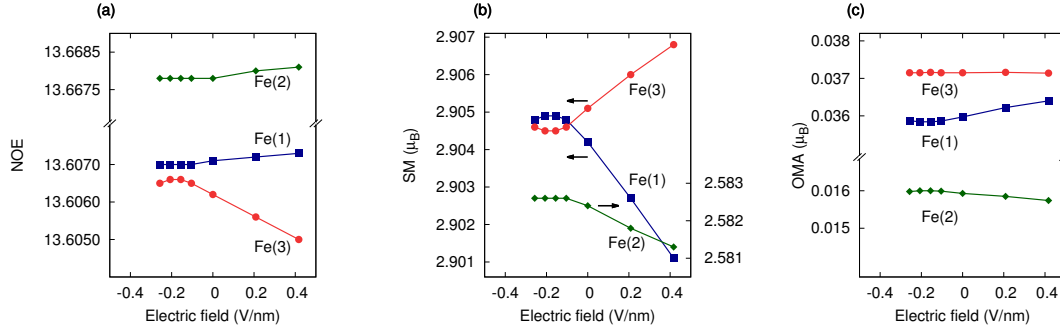 (a)
13.6685
13.6675
13.6070
13.6060
13.6050
NOE
Fe(2)
Fe(1)
Fe(3)
-0.4 -0.2 0 0.2 0.4
Electric field (V/nm)
(b)
2.907
2.906
2.905
2.904
2.903
2.902
2.901
SM (μB)
Fe(3)
Fe(1)
Fe(2)
2.583
2.582
2.581
-0.4 -0.2 0 0.2 0.4
Electric field (V/nm)
(c)
0.038
0.037
0.036
0.016
0.015
OMA (μB)
Fe(3)
Fe(1)
Fe(2)
-0.4 -0.2 0 0.2 0.4
Electric field (V/nm)